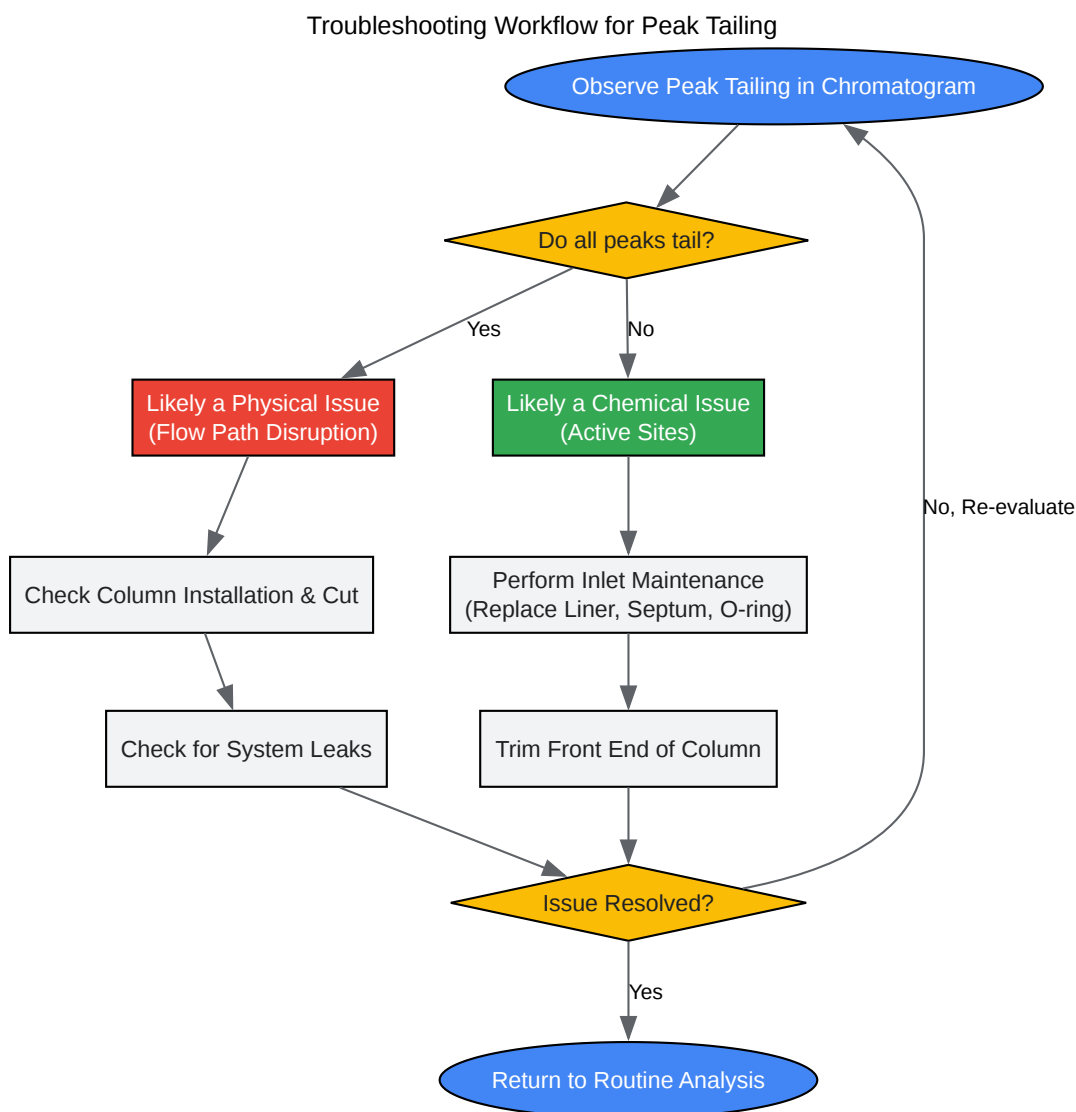 Troubleshooting Workflow for Peak Tailing
Observe Peak Tailing in Chromatogram
Do all peaks tail?
Yes
No
Likely a Physical Issue
(Flow Path Disruption)
Likely a Chemical Issue
(Active Sites)
No, Re-evaluate
Check Column Installation & Cut
Perform Inlet Maintenance
(Replace Liner, Septum, O-ring)
Check for System Leaks
Trim Front End of Column
Issue Resolved?
Yes
Return to Routine Analysis